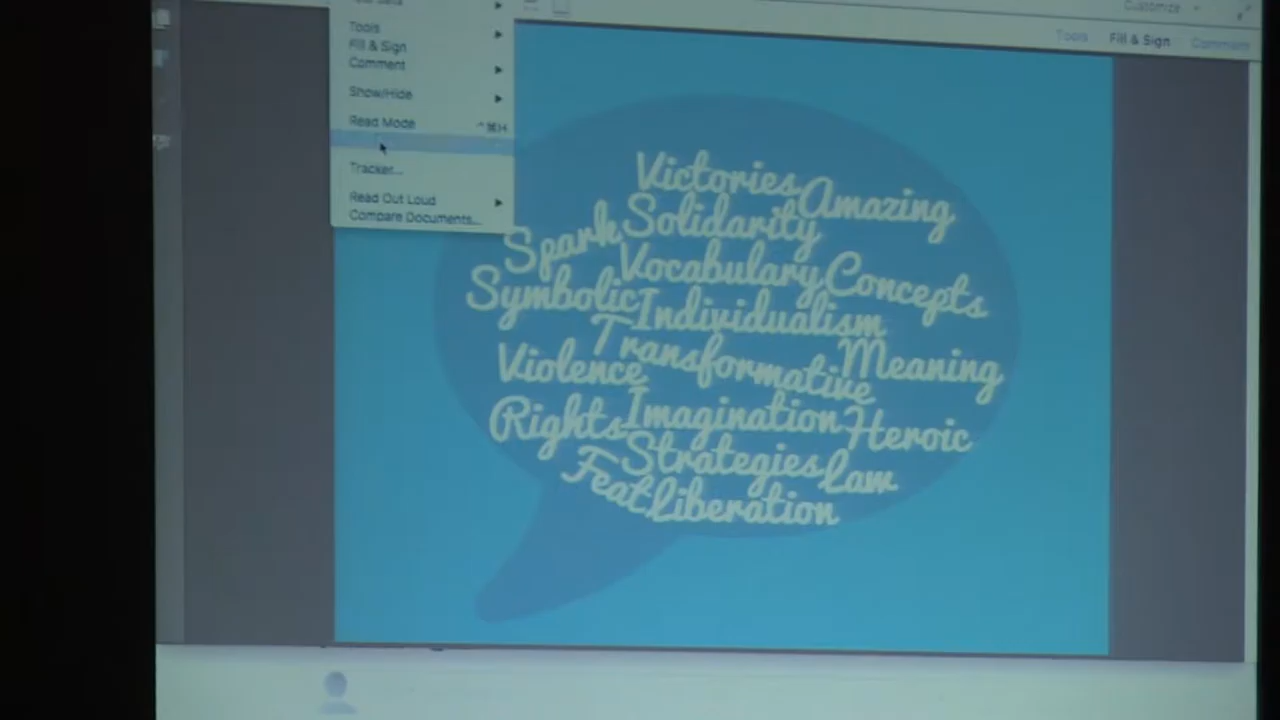 Customize
Tools Fill & Sign Comment
Tools
Fill & Sign
Comment
Show/Hide
Read Mode ^⌘H
Tracker...
Read Out Loud
Compare Documents...
Victories Amazing
Spark Solidarity
Vocabulary Concepts
Symbolic Individualism
Transformative Meaning
Violence
Rights Imagination Heroic
Strategies Law
Feat Liberation